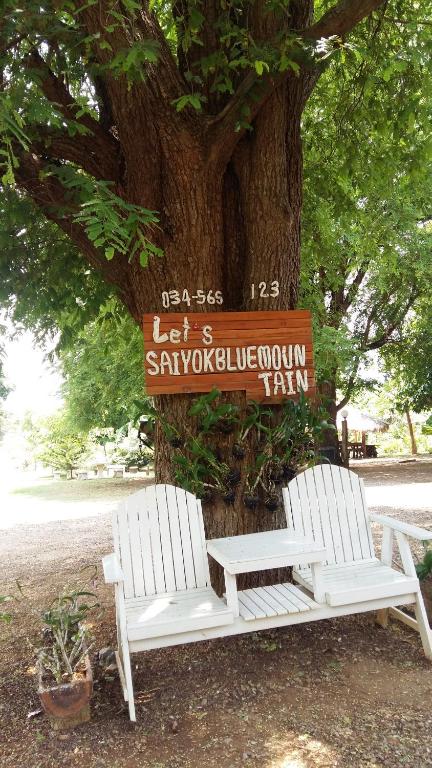 034-565 123
Let's
SAIYOKBLUEMOUN
TAIN